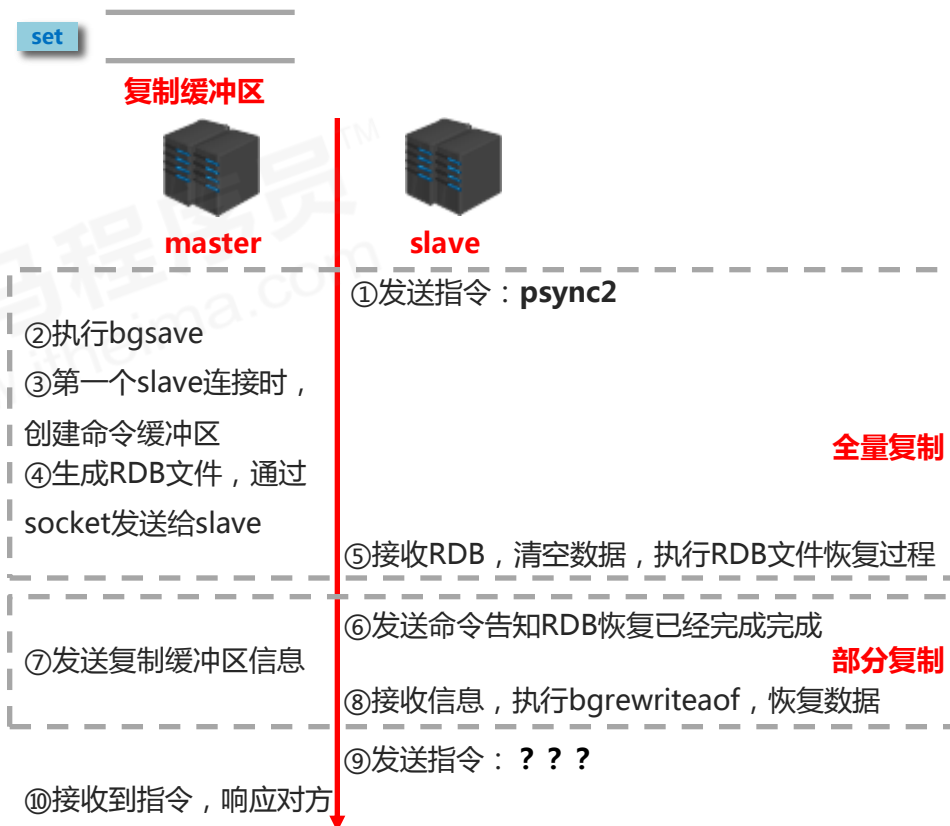 set
复制缓冲区
master
slave
①发送指令：psync2
②执行bgsave
③第一个slave连接时，
创建命令缓冲区
④生成RDB文件，通过
socket发送给slave
全量复制
⑤接收RDB，清空数据，执行RDB文件恢复过程
⑥发送命令告知RDB恢复已经完成完成
⑦发送复制缓冲区信息
部分复制
⑧接收信息，执行bgrewriteaof，恢复数据
⑨发送指令：？？？
⑩接收到指令，响应对方